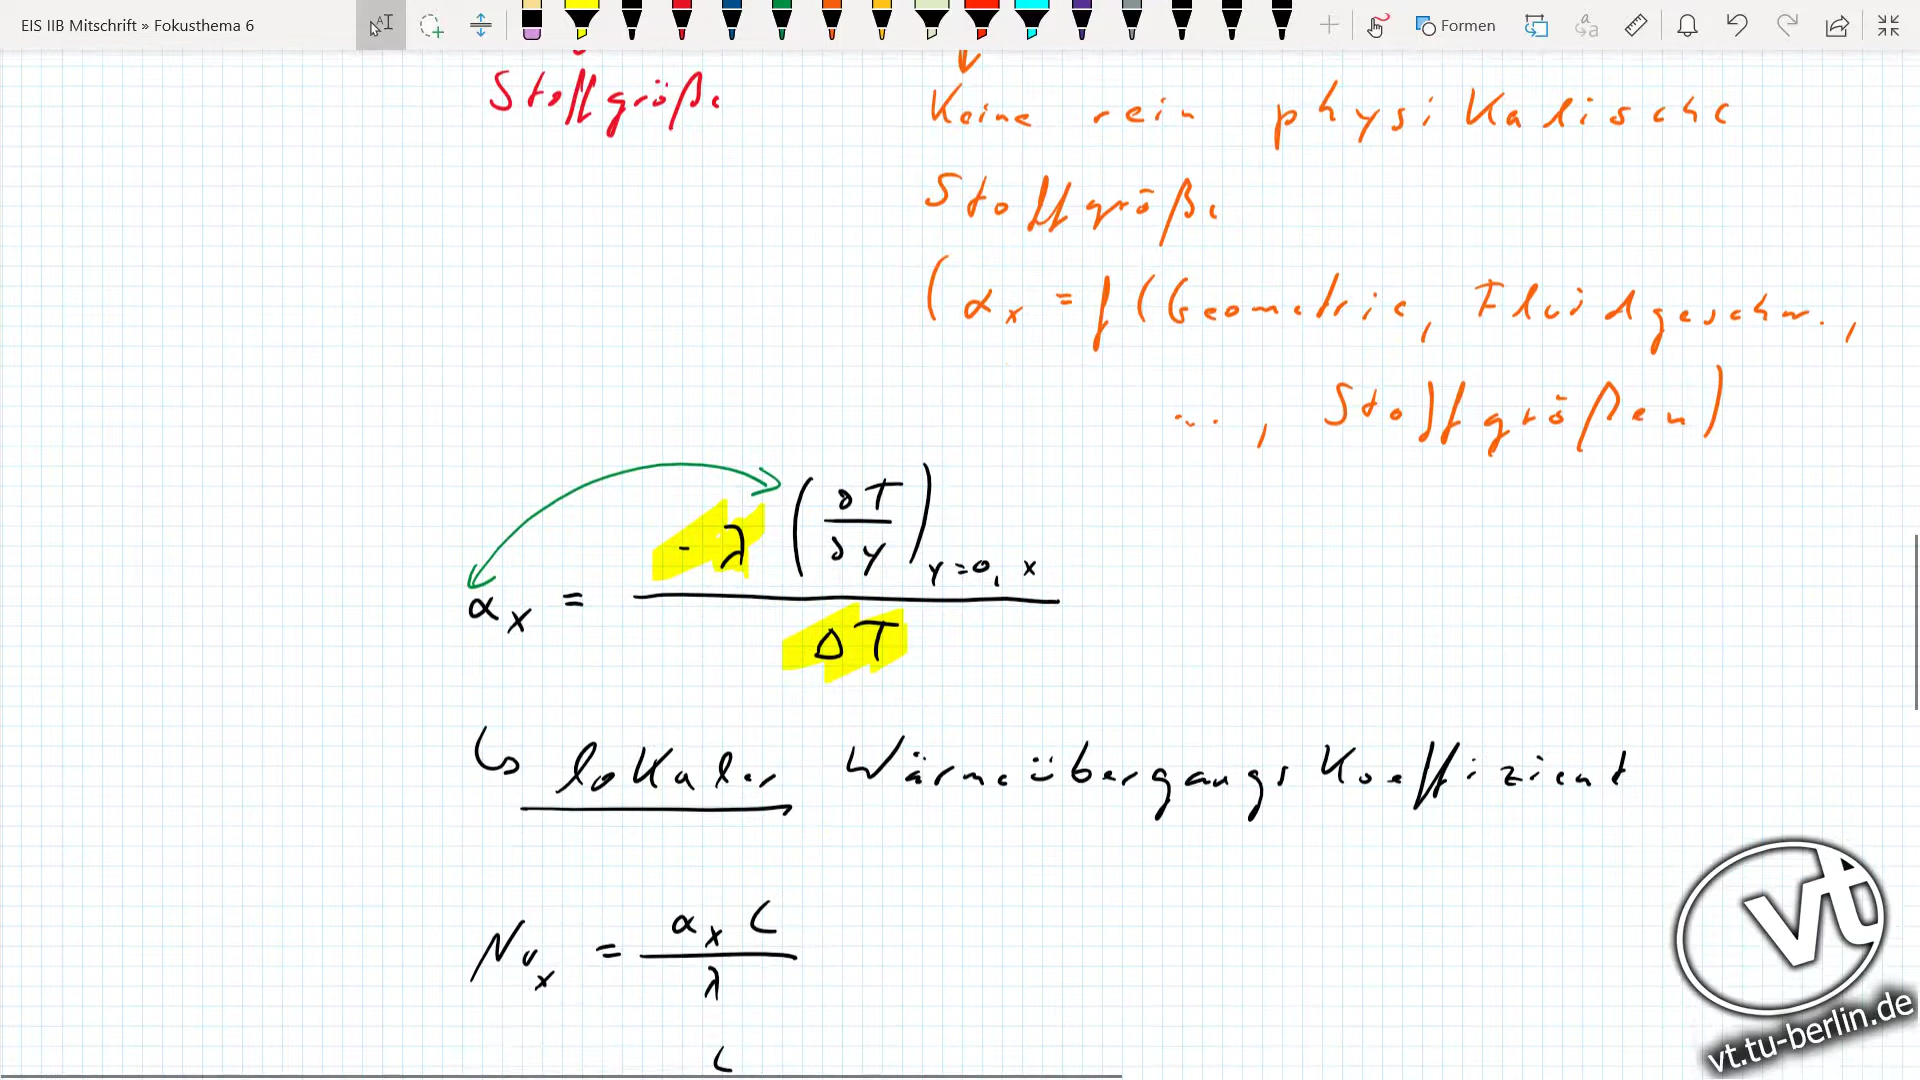 EIS IIB Mitschrift » Fokusthema 6
Formen
Stoffgröße
Keine rein physikalische
Stoffgröße
(αx = f (Geometrie, Fluidgeschw.,
..., Stoffgrößen)
αx = -λ (∂T/∂y)y=0, x / ΔT
↳ lokaler Wärmeübergangskoeffizient
Nux = αx L / λ
L
vt
vt.tu-berlin.de